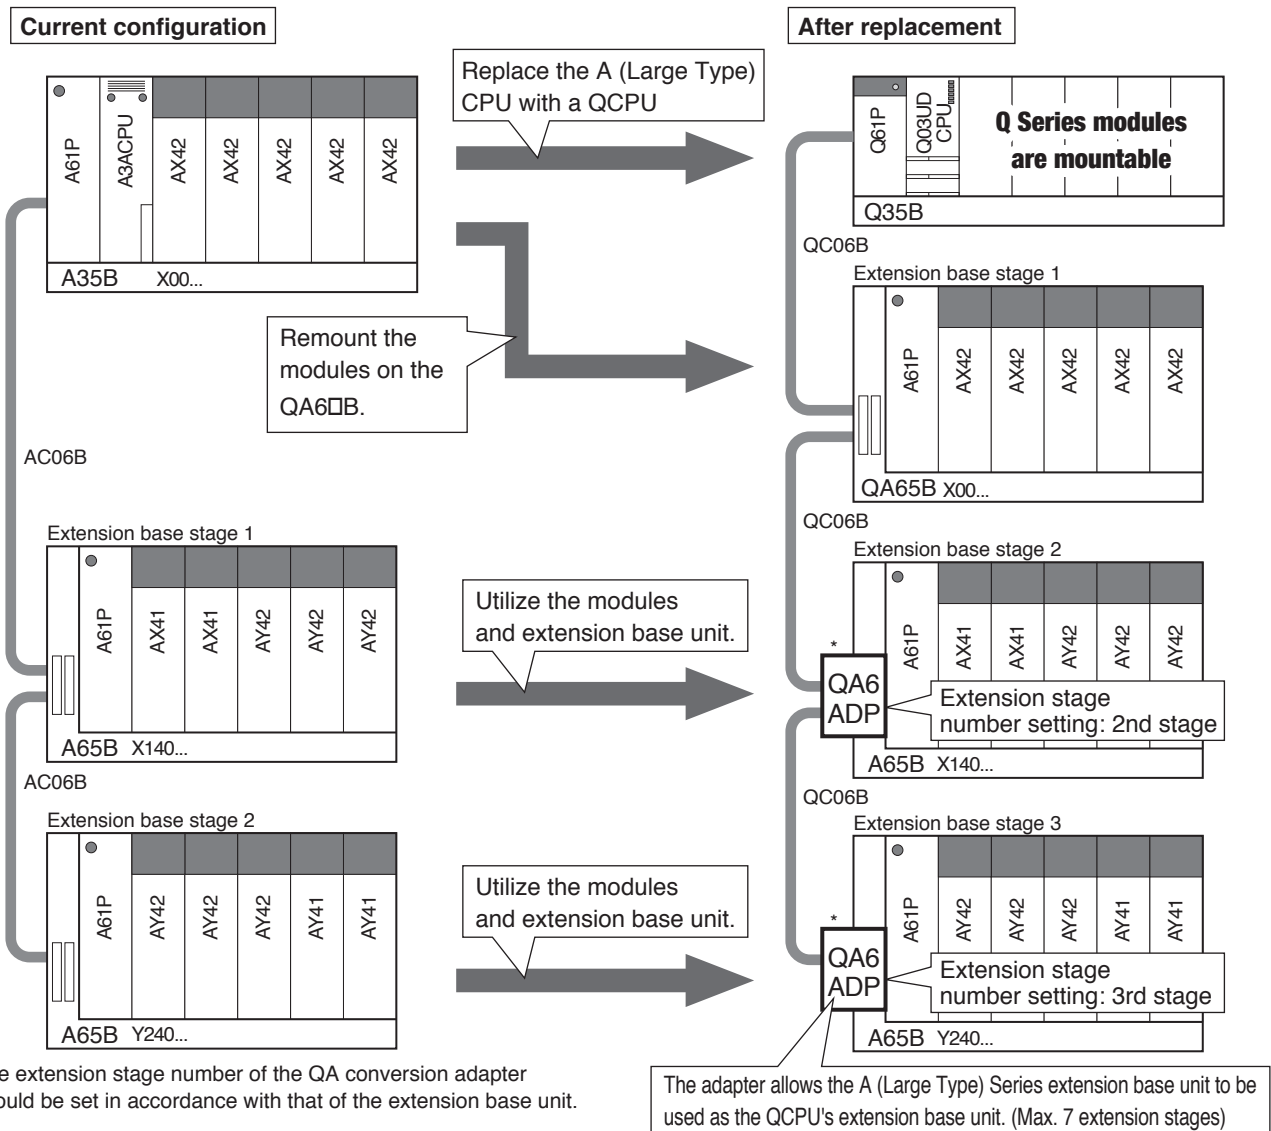 Current configuration
After replacement
Replace the A (Large Type)
CPU with a QCPU
A61P
A3ACPU
AX42
AX42
AX42
AX42
AX42
A35B
X00...
Q61P
Q03UD
CPU
Q Series modules
are mountable
Q35B
QC06B
Remount the
modules on the
QA6□B.
Extension base stage 1
A61P
AX42
AX42
AX42
AX42
AX42
QA65B X00...
AC06B
QC06B
Extension base stage 1
A61P
AX41
AX41
AY42
AY42
AY42
A65B X140...
Utilize the modules
and extension base unit.
Extension base stage 2
A61P
AX41
AX41
AY42
AY42
AY42
*
QA6
ADP
Extension stage
number setting: 2nd stage
A65B X140...
AC06B
QC06B
Extension base stage 2
A61P
AY42
AY42
AY42
AY41
AY41
A65B Y240...
Utilize the modules
and extension base unit.
Extension base stage 3
A61P
AY42
AY42
AY42
AY41
AY41
*
QA6
ADP
Extension stage
number setting: 3rd stage
A65B Y240...
extension stage number of the QA conversion adapter
be set in accordance with that of the extension base unit.
The adapter allows the A (Large Type) Series extension base unit to be
used as the QCPU's extension base unit. (Max. 7 extension stages)